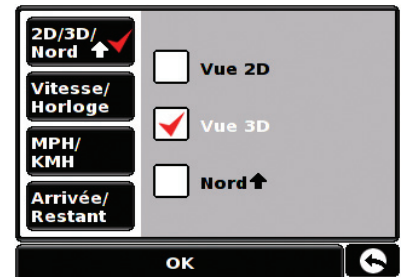 2D/3D/
Nord ↑
Vitesse/
Horloge
MPH/
KMH
Arrivée/
Restant
Vue 2D
Vue 3D
Nord↑
OK